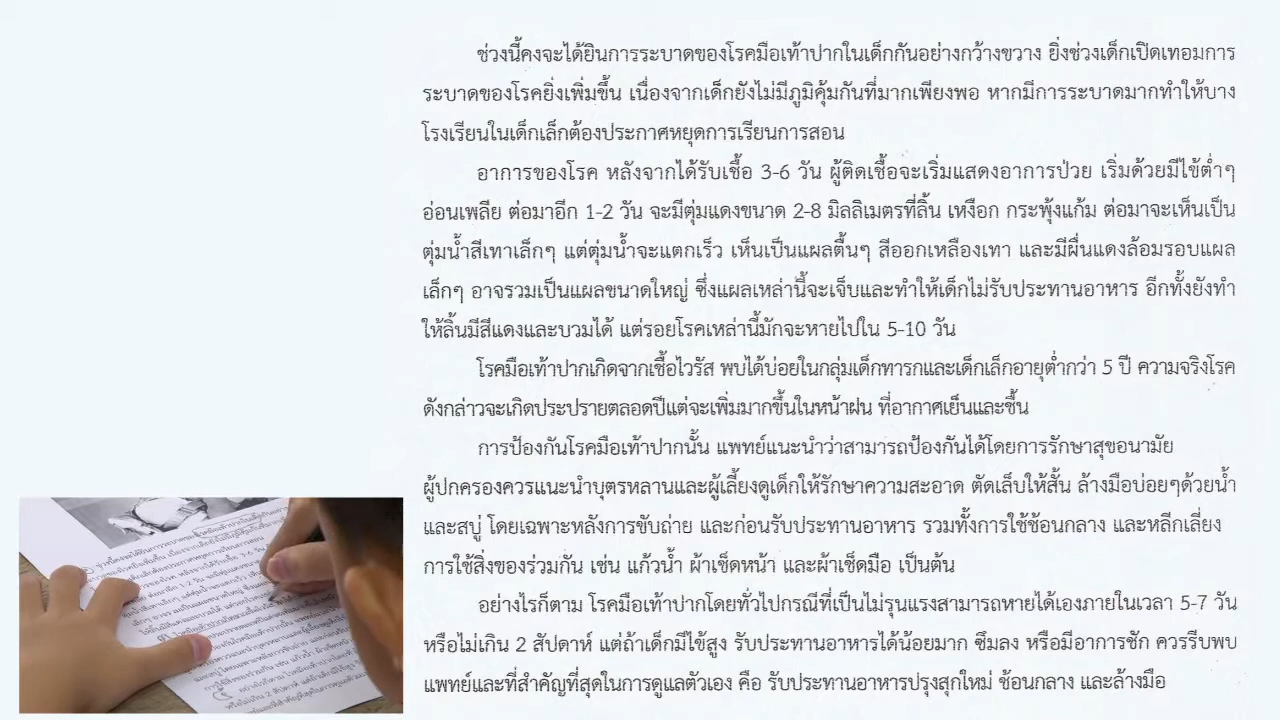 ช่วงนี้คงจะได้ยินการระบาดของโรคมือเท้าปากในเด็กกันอย่างกว้างขวาง ยิ่งช่วงเด็กเปิดเทอมการ
ระบาดของโรคยิ่งเพิ่มขึ้น เนื่องจากเด็กยังไม่มีภูมิคุ้มกันที่มากเพียงพอ หากมีการระบาดมากทำให้บาง
โรงเรียนในเด็กเล็กต้องประกาศหยุดการเรียนการสอน
อาการของโรค หลังจากได้รับเชื้อ 3-6 วัน ผู้ติดเชื้อจะเริ่มแสดงอาการป่วย เริ่มด้วยมีไข้ต่ำๆ
อ่อนเพลีย ต่อมาอีก 1-2 วัน จะมีตุ่มแดงขนาด 2-8 มิลลิเมตรที่ลิ้น เหงือก กระพุ้งแก้ม ต่อมาจะเห็นเป็น
ตุ่มน้ำสีเทาเล็กๆ แต่ตุ่มน้ำจะแตกเร็ว เห็นเป็นแผลตื้นๆ สีออกเหลืองเทา และมีผื่นแดงล้อมรอบแผล
เล็กๆ อาจรวมเป็นแผลขนาดใหญ่ ซึ่งแผลเหล่านี้จะเจ็บและทำให้เด็กไม่รับประทานอาหาร อีกทั้งยังทำ
ให้ลิ้นมีสีแดงและบวมได้ แต่รอยโรคเหล่านี้มักจะหายไปใน 5-10 วัน
โรคมือเท้าปากเกิดจากเชื้อไวรัส พบได้บ่อยในกลุ่มเด็กทารกและเด็กเล็กอายุต่ำกว่า 5 ปี ความจริงโรค
ดังกล่าวจะเกิดประปรายตลอดปีแต่จะเพิ่มมากขึ้นในหน้าฝน ที่อากาศเย็นและชื้น
การป้องกันโรคมือเท้าปากนั้น แพทย์แนะนำว่าสามารถป้องกันได้โดยการรักษาสุขอนามัย
ผู้ปกครองควรแนะนำบุตรหลานและผู้เลี้ยงดูเด็กให้รักษาความสะอาด ตัดเล็บให้สั้น ล้างมือบ่อยๆด้วยน้ำ
และสบู่ โดยเฉพาะหลังการขับถ่าย และก่อนรับประทานอาหาร รวมทั้งการใช้ช้อนกลาง และหลีกเลี่ยง
การใช้สิ่งของร่วมกัน เช่น แก้วน้ำ ผ้าเช็ดหน้า และผ้าเช็ดมือ เป็นต้น
อย่างไรก็ตาม โรคมือเท้าปากโดยทั่วไปกรณีที่เป็นไม่รุนแรงสามารถหายได้เองภายในเวลา 5-7 วัน
หรือไม่เกิน 2 สัปดาห์ แต่ถ้าเด็กมีไข้สูง รับประทานอาหารได้น้อยมาก ซึมลง หรือมีอาการชัก ควรรีบพบ
แพทย์และที่สำคัญที่สุดในการดูแลตัวเอง คือ รับประทานอาหารปรุงสุกใหม่ ช้อนกลาง และล้างมือ